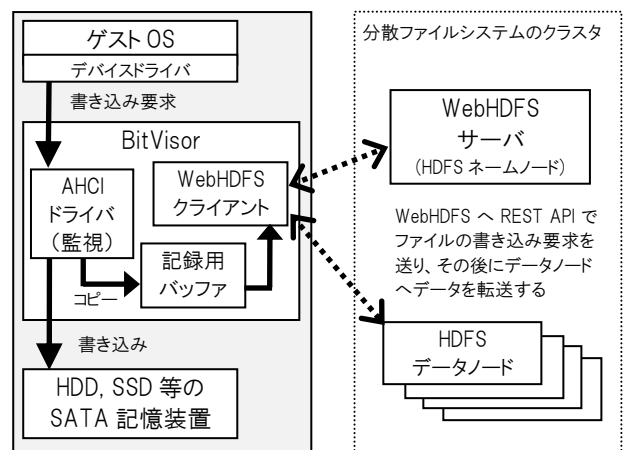 ゲスト OS
デバイスドライバ
書き込み要求
BitVisor
AHCI
ドライバ
(監視)
WebHDFS
クライアント
コピー
記録用
バッファ
書き込み
HDD, SSD 等の
SATA 記憶装置
分散ファイルシステムのクラスタ
WebHDFS
サーバ
(HDFS ネームノード)
WebHDFS へ REST API で
ファイルの書き込み要求を
送り、その後にデータノード
へデータを転送する
HDFS
データノード